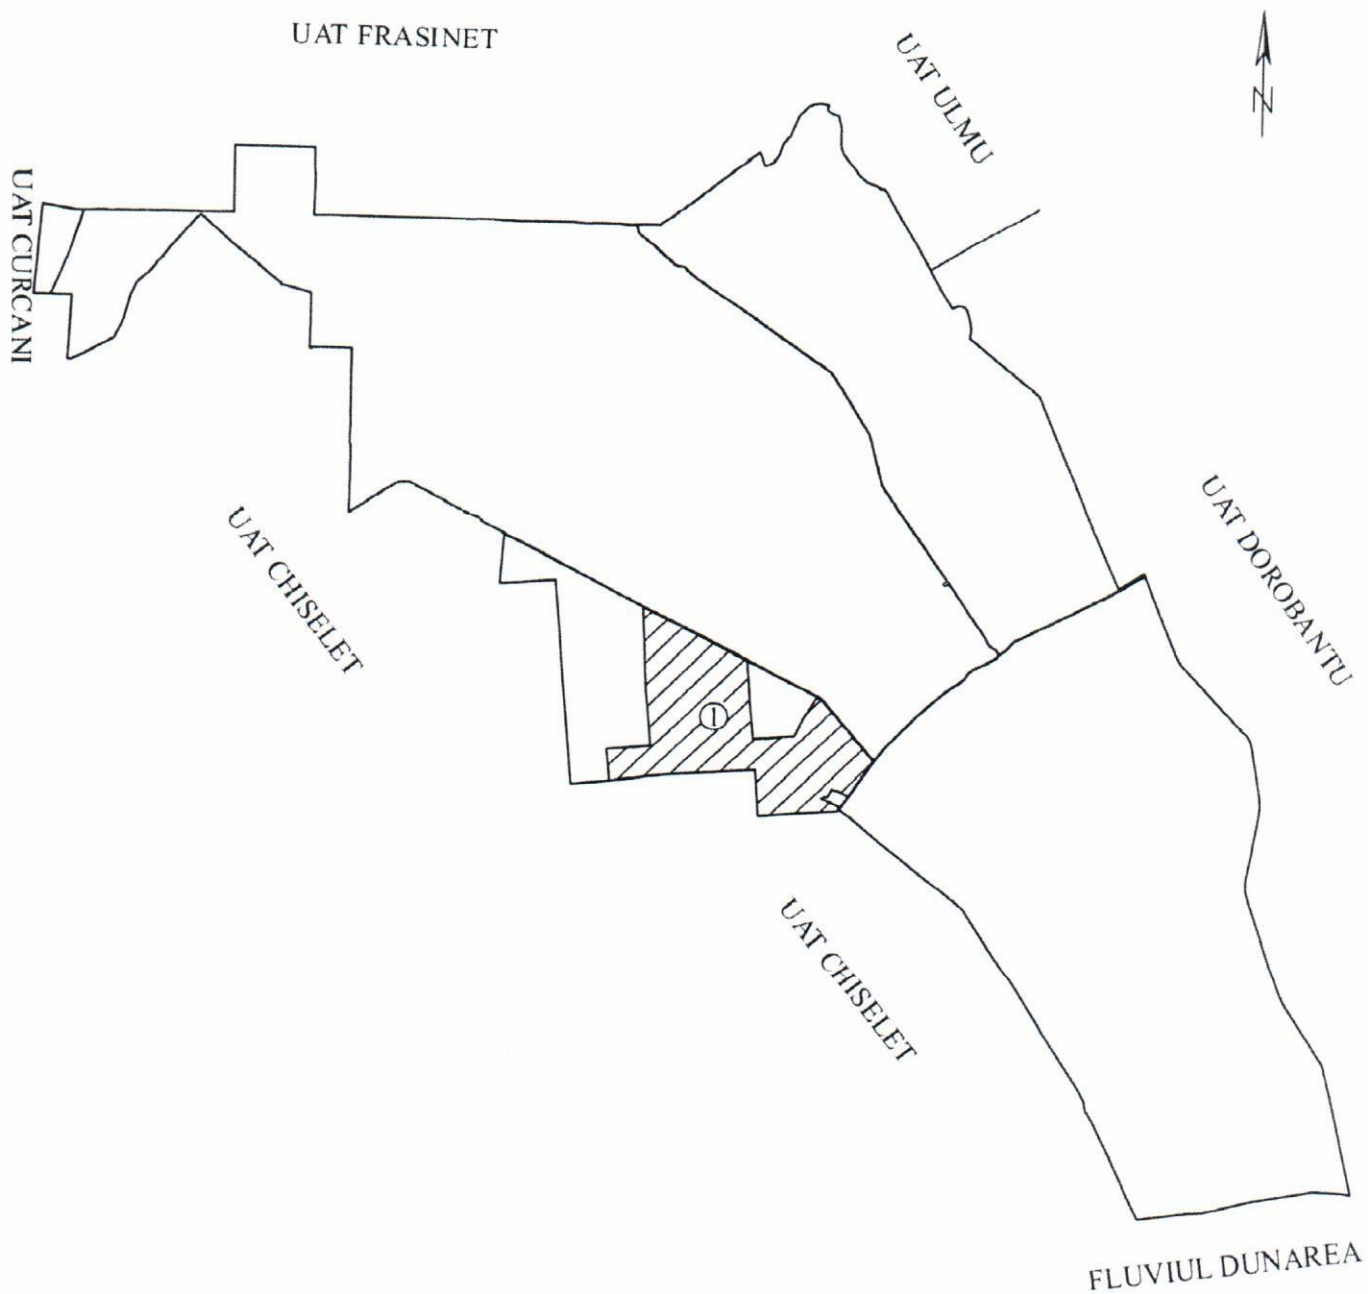 UAT FRASINET
UAT ULMU
N
UAT CURCANI
UAT CHISELET
UAT DOROBANTU
1
UAT CHISELET
FLUVIUL DUNAREA